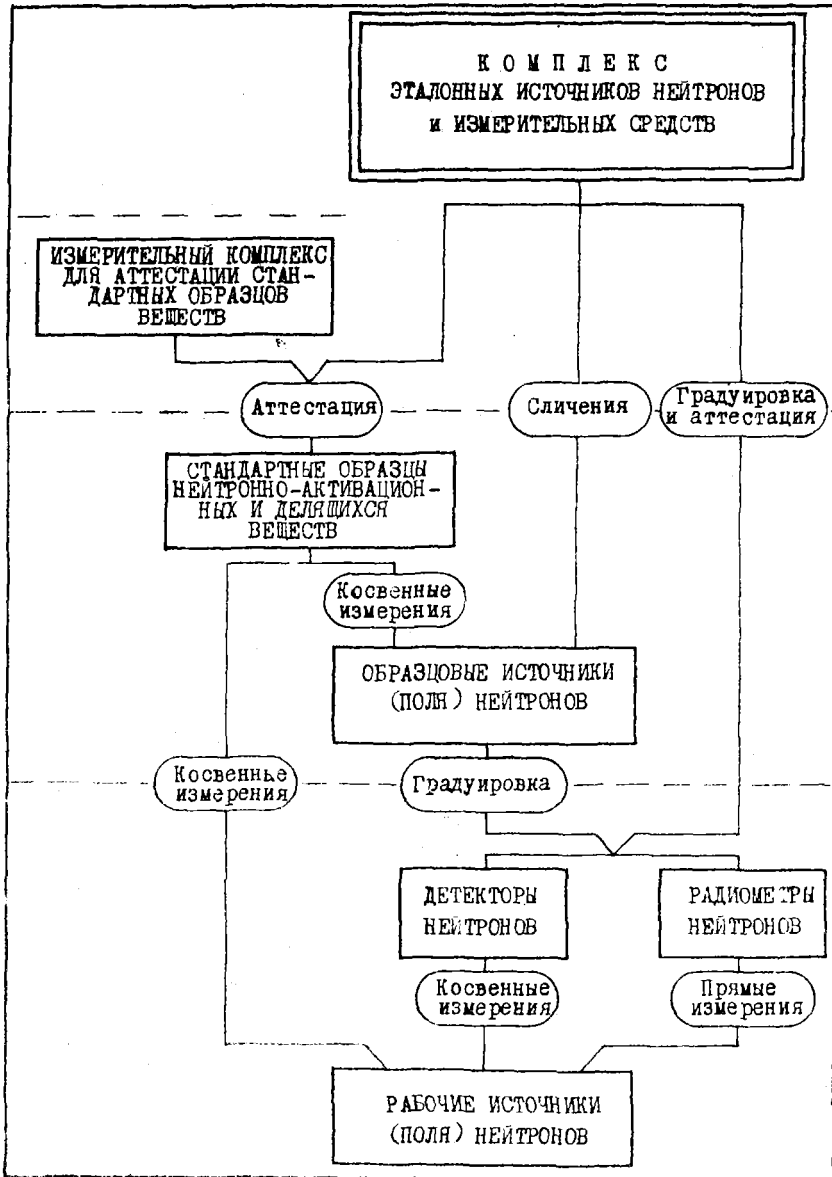 КОМПЛЕКС
ЭТАЛОННЫХ ИСТОЧНИКОВ НЕЙТРОНОВ
и ИЗМЕРИТЕЛЬНЫХ СРЕДСТВ
ИЗМЕРИТЕЛЬНЫЙ КОМПЛЕКС
ДЛЯ АТТЕСТАЦИИ СТАН-
ДАРТНЫХ ОБРАЗЦОВ
ВЕЩЕСТВ
Аттестация
Сличения
Градуировка
и аттестация
СТАНДАРТНЫЕ ОБРАЗЦЫ
НЕЙТРОННО-АКТИВАЦИОН-
НЫХ И ДЕЛЯЩИХСЯ
ВЕЩЕСТВ
Косвенные
измерения
ОБРАЗЦОВЫЕ ИСТОЧНИКИ
(ПОЛЯ) НЕЙТРОНОВ
Косвенные
измерения
Градуировка
ДЕТЕКТОРЫ
НЕЙТРОНОВ
РАДИОМЕТРЫ
НЕЙТРОНОВ
Косвенные
измерения
Прямые
измерения
РАБОЧИЕ ИСТОЧНИКИ
(ПОЛЯ) НЕЙТРОНОВ